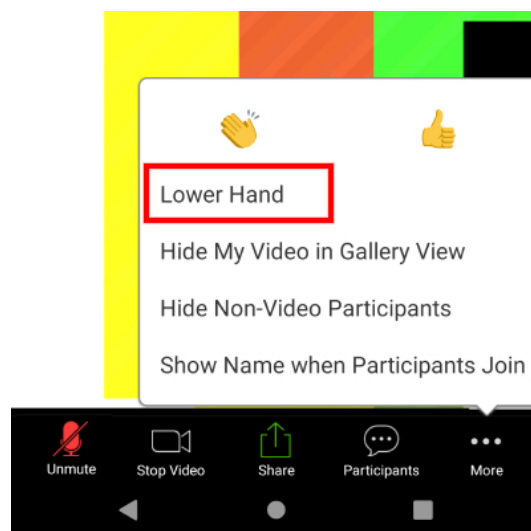 Lower Hand
Hide My Video in Gallery View
Hide Non-Video Participants
Show Name when Participants Join
Unmute Stop Video Share Participants More